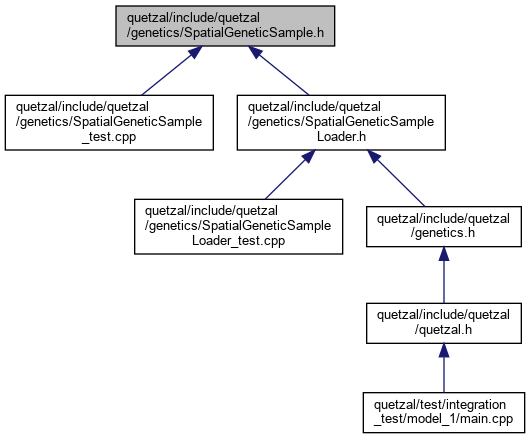 quetzal/include/quetzal
/genetics/SpatialGeneticSample.h
quetzal/include/quetzal
/genetics/SpatialGeneticSample
_test.cpp
quetzal/include/quetzal
/genetics/SpatialGeneticSample
Loader.h
quetzal/include/quetzal
/genetics/SpatialGeneticSample
Loader_test.cpp
quetzal/include/quetzal
/genetics.h
quetzal/include/quetzal
/quetzal.h
quetzal/test/integration
_test/model_1/main.cpp